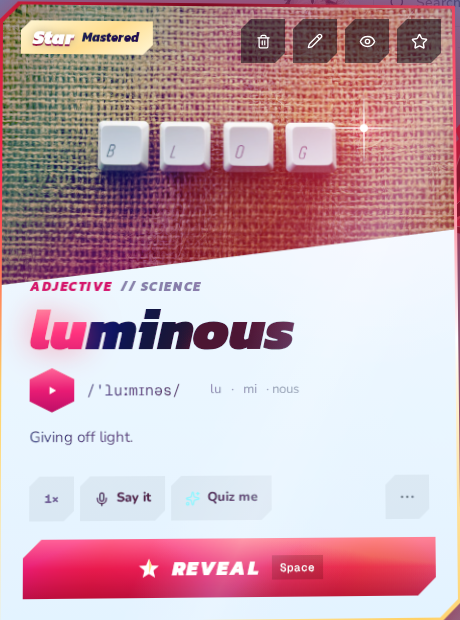 Search
Star Mastered
B L O G
ADJECTIVE // SCIENCE
luminous
/ˈluːmɪnəs/ lu · mi · nous
Giving off light.
1× Say it Quiz me ...
REVEAL Space